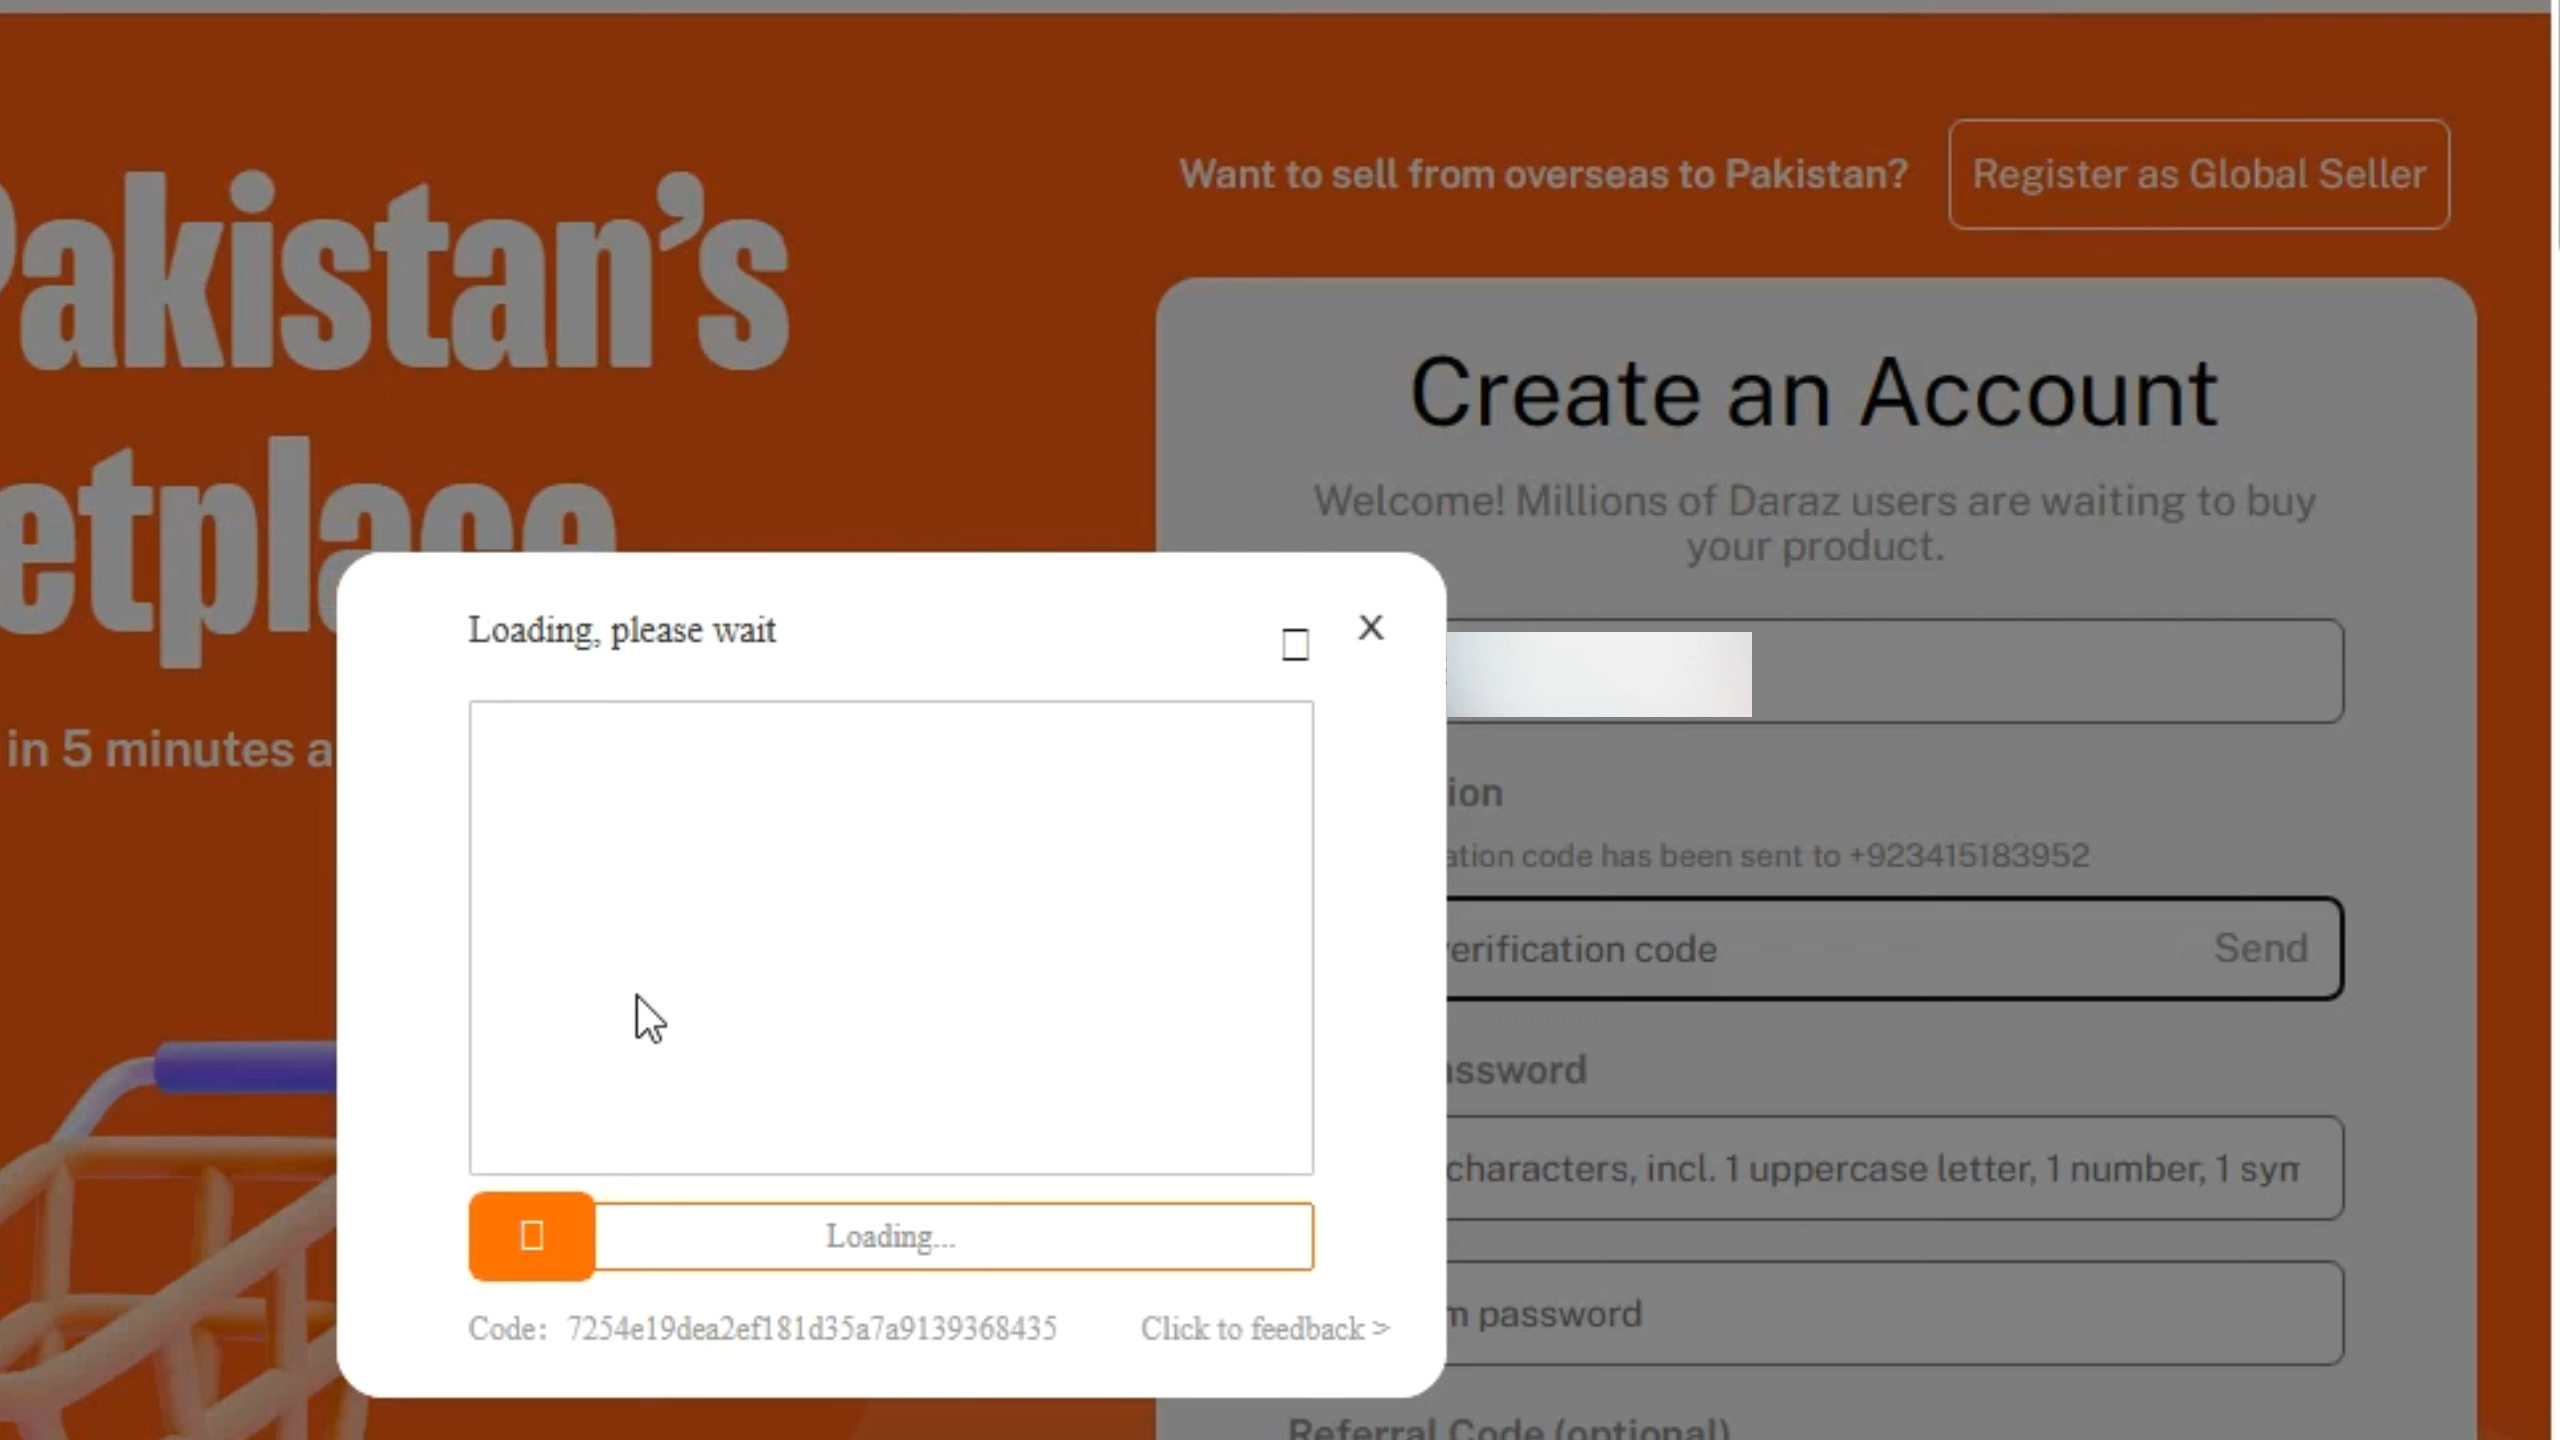 Want to sell from overseas to Pakistan?
Register as Global Seller
Pakistan's
etplace
in 5 minutes a
Create an Account
Welcome! Millions of Daraz users are waiting to buy
your product.
Loading, please wait
X
ion
ation code has been sent to +923415183952
verification code
Send
assword
characters, incl. 1 uppercase letter, 1 number, 1 sym
Loading...
m password
Code: 7254e19dea2ef181d35a7a9139368435
Click to feedback >
Referral Code (optional)